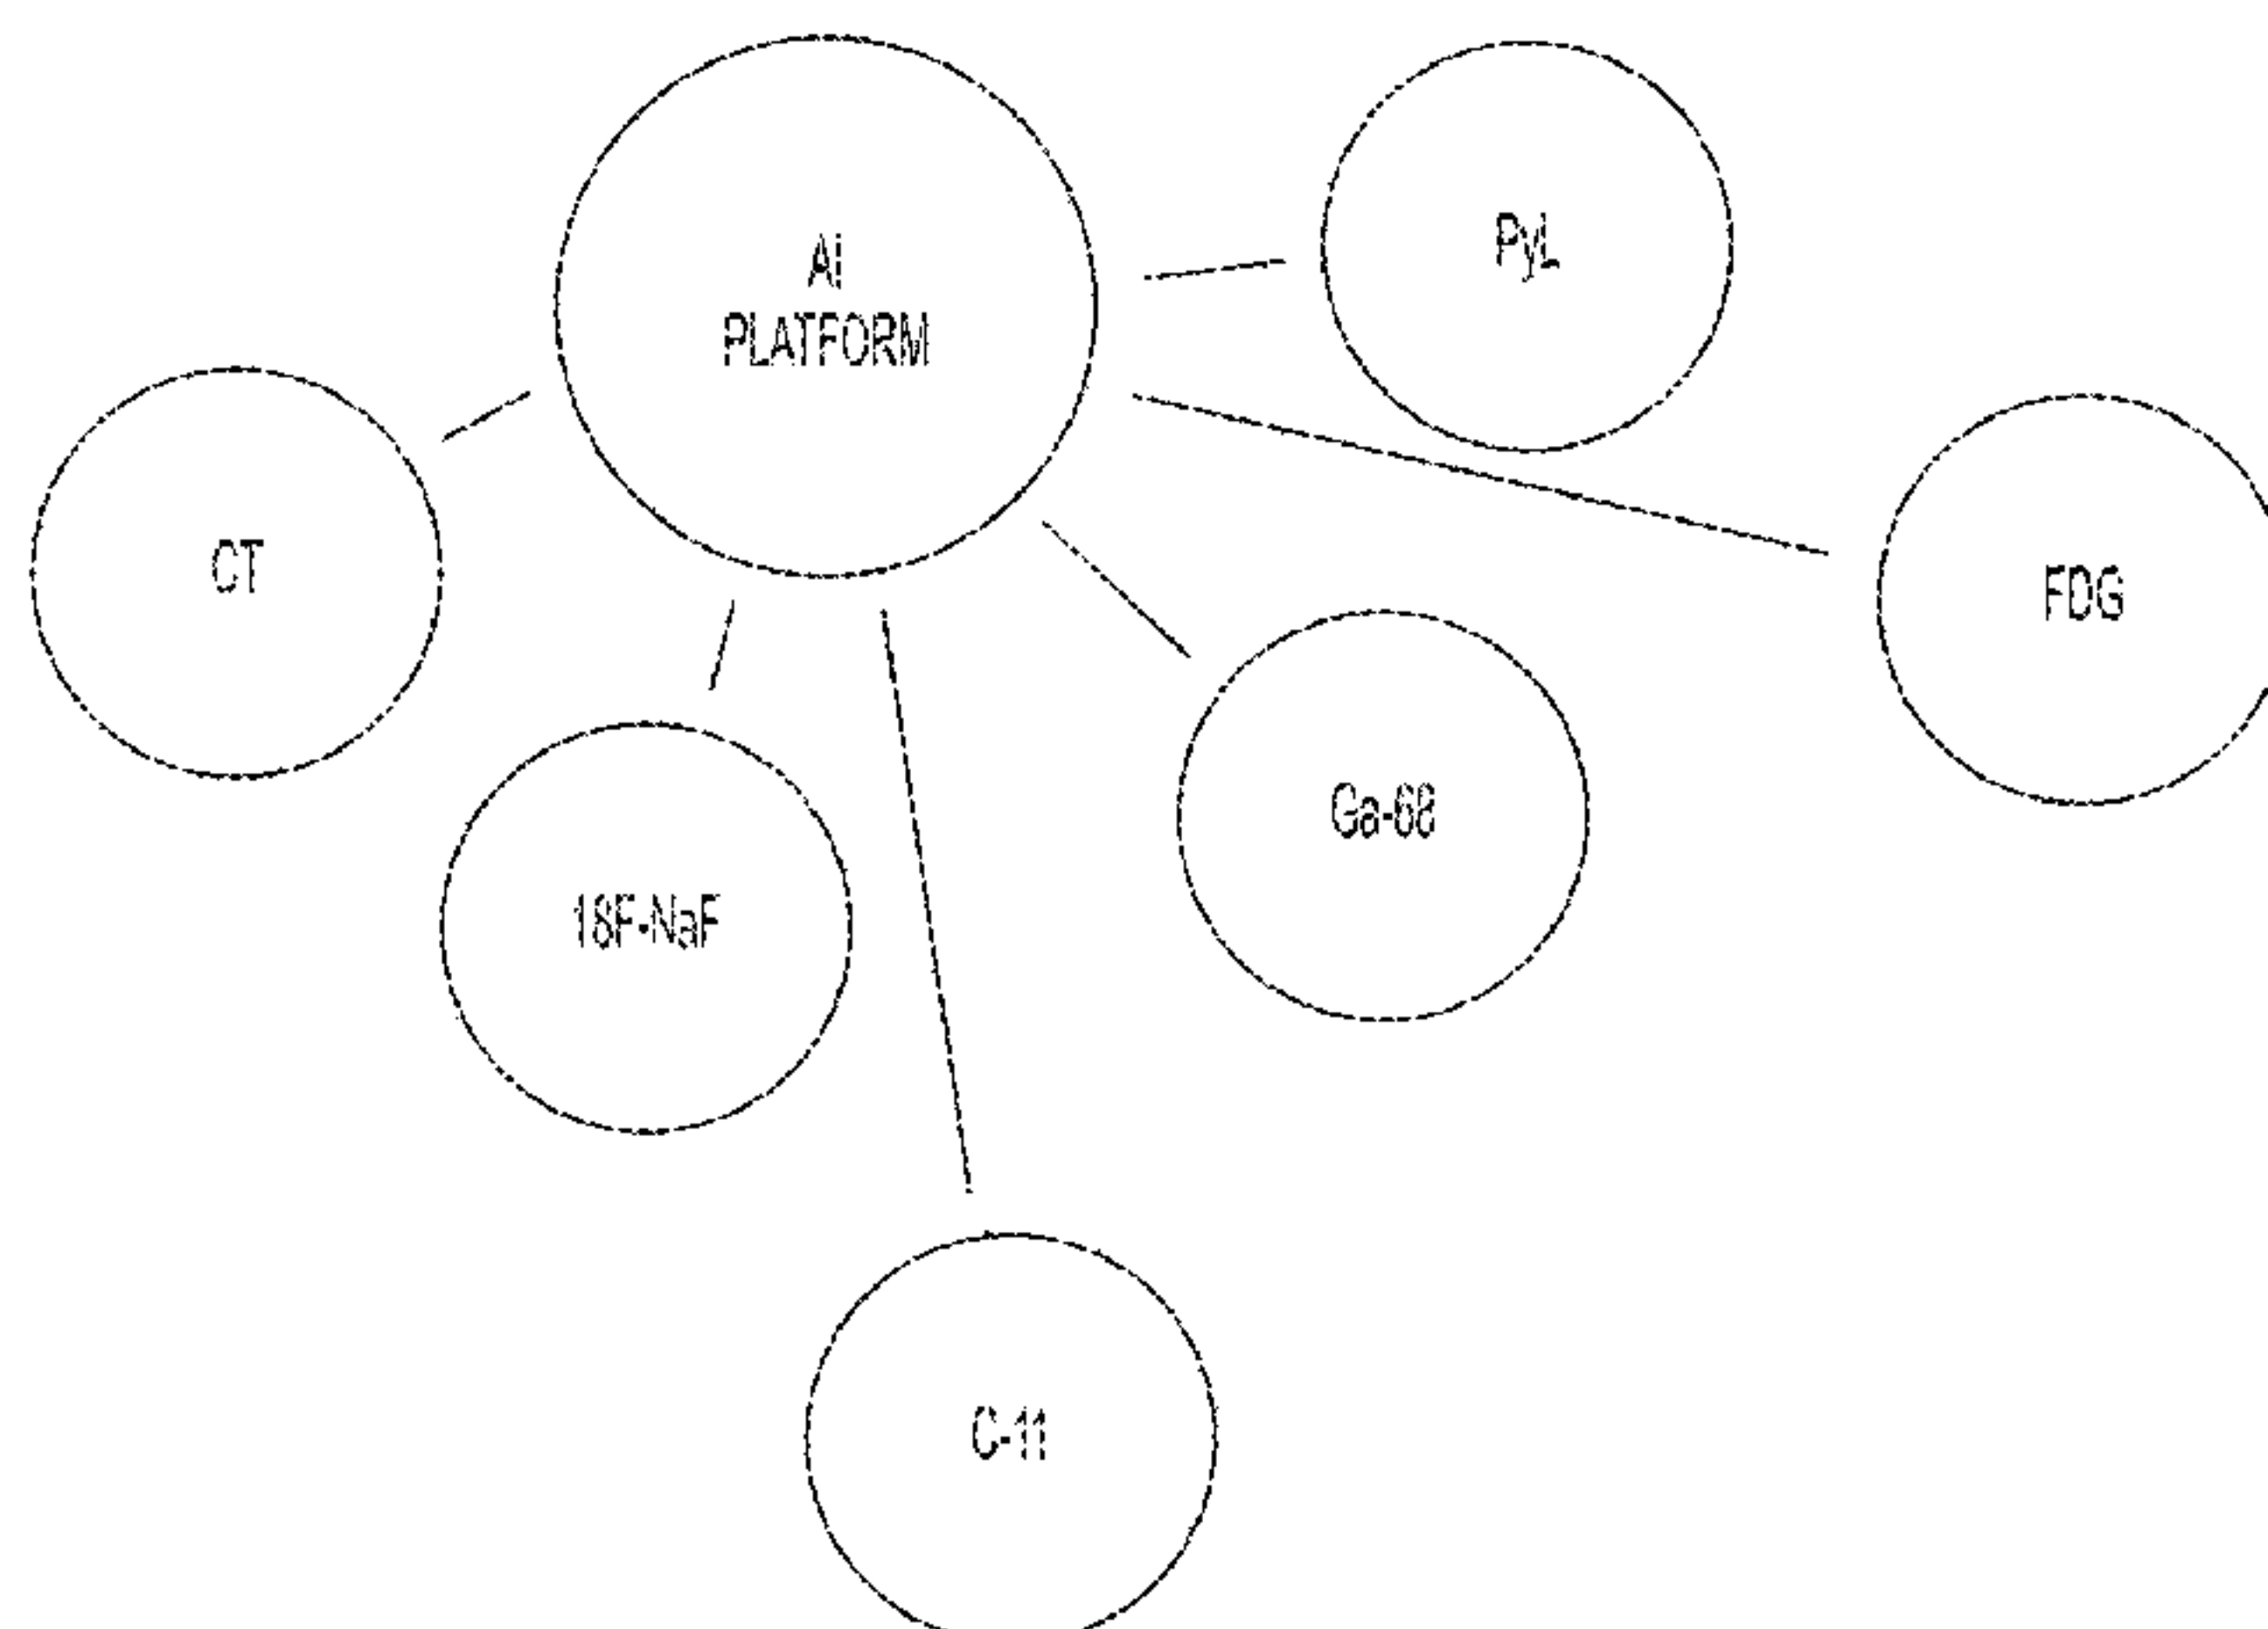 Ai
PLATFORM
PyL
CT
FDG
Ga-68
18F-NaF
C-11